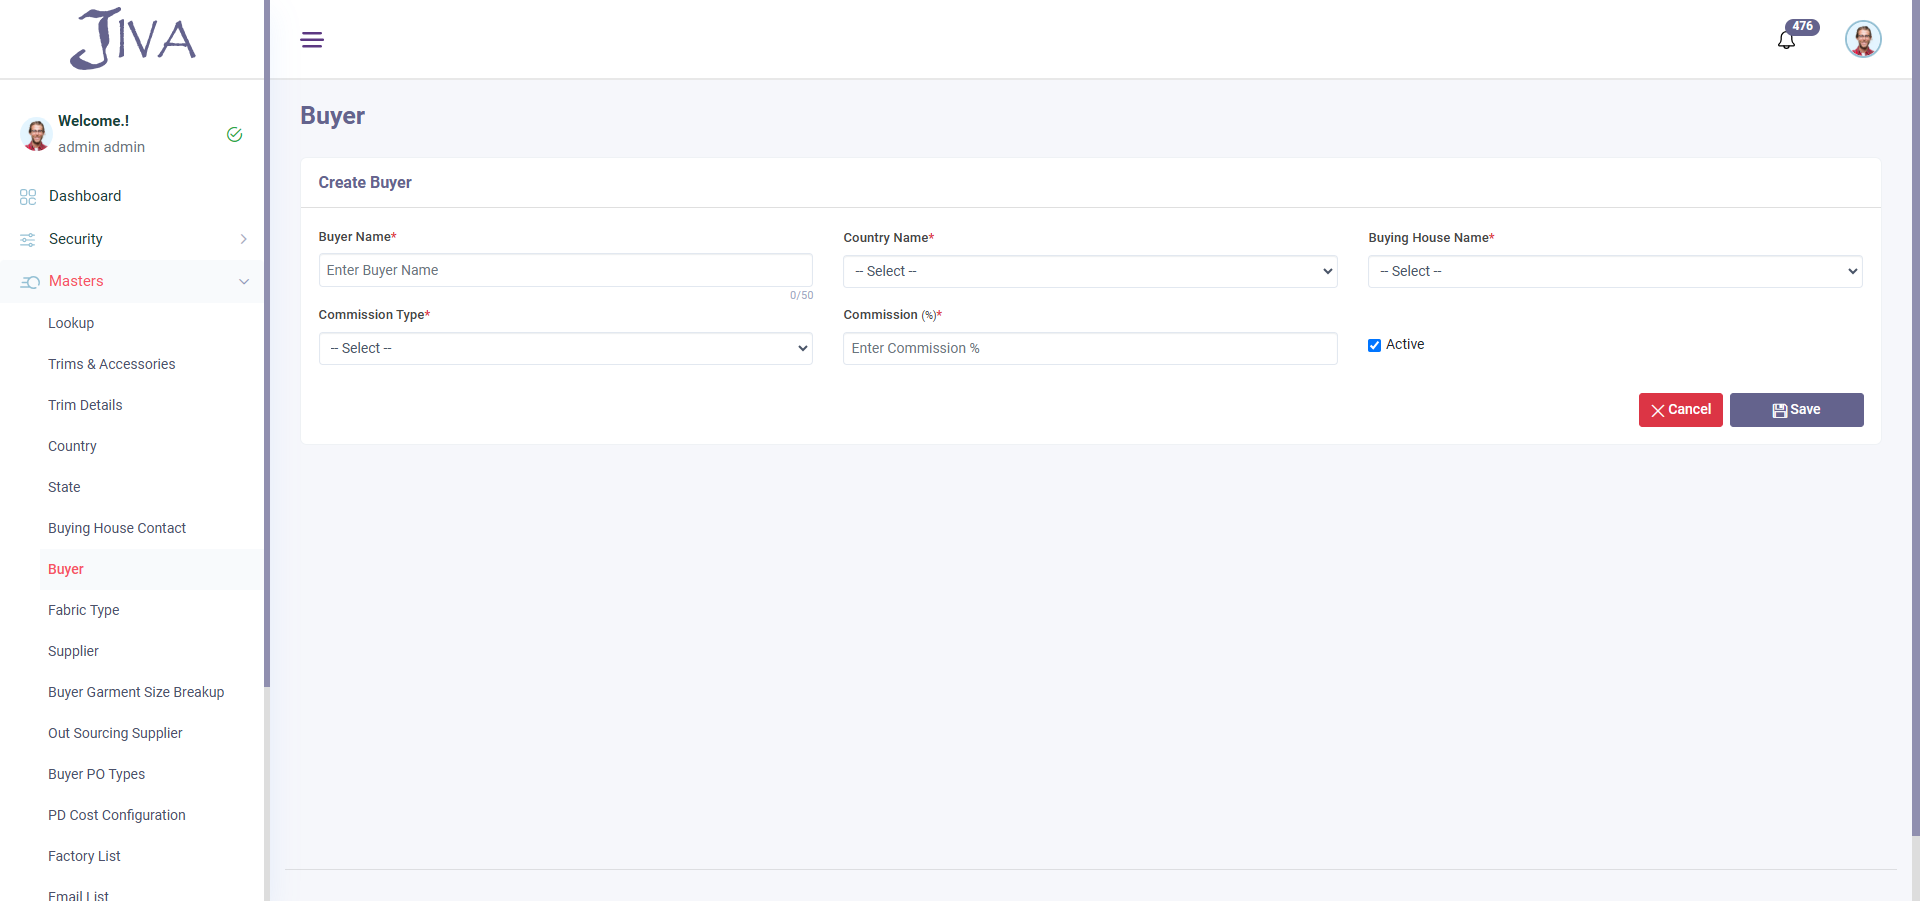 JIVA
476
Welcome.!
admin admin
Dashboard
Security
Masters
Lookup
Trims & Accessories
Trim Details
Country
State
Buying House Contact
Buyer
Fabric Type
Supplier
Buyer Garment Size Breakup
Out Sourcing Supplier
Buyer PO Types
PD Cost Configuration
Factory List
Email List
Buyer
Create Buyer
Buyer Name*
Enter Buyer Name
0/50
Country Name*
-- Select --
Buying House Name*
-- Select --
Commission Type*
-- Select --
Commission (%)*
Enter Commission %
Active
Cancel
Save